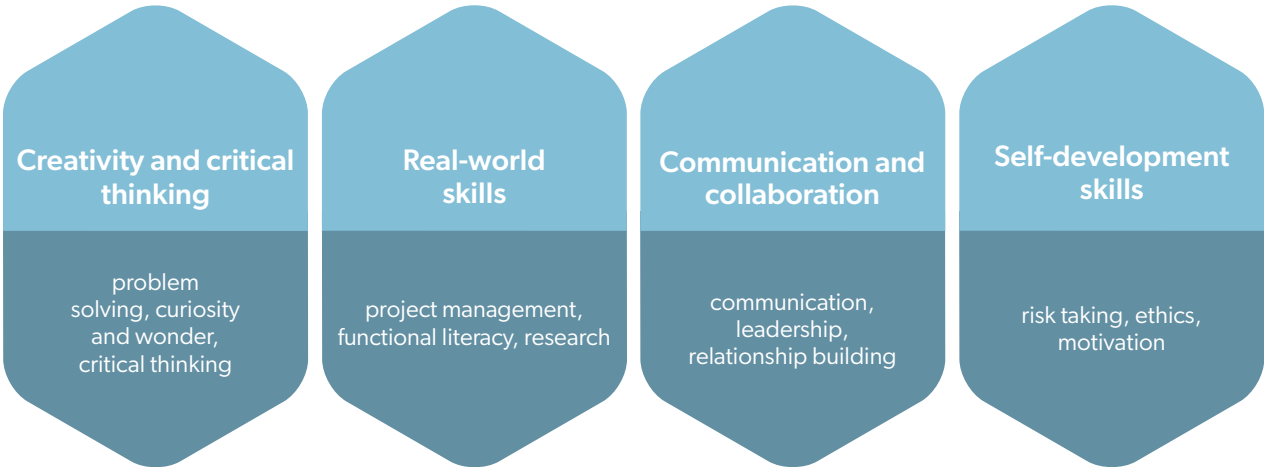 Creativity and critical
thinking
problem
solving, curiosity
and wonder,
critical thinking
Real-world
skills
project management,
functional literacy, research
Communication and
collaboration
communication,
leadership,
relationship building
Self-development
skills
risk taking, ethics,
motivation